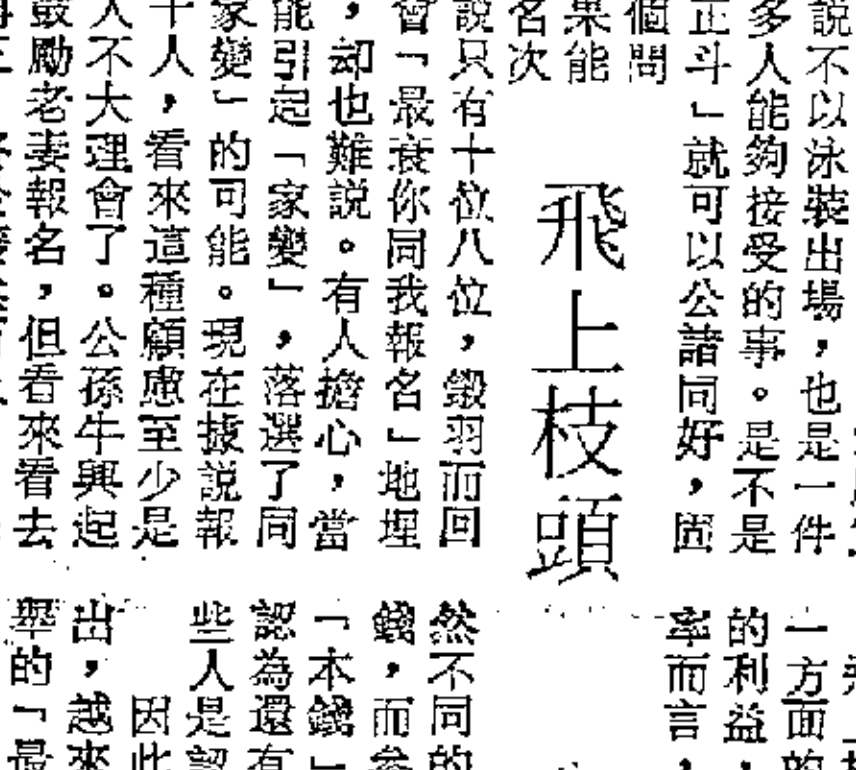 說不以泳裝出場，也是一件
多人能夠接受的事。是不是
正斗」就可以公諸同好，固
個問
果能
名次
飛上枝頭
說只有十位八位，鎩羽而回
會「最衰你同我報名」地埋
，却也難說。有人擔心，當
能引起「家變」，落選了同
家變」的可能。現在據説報
十人，看來這種顧慮至少是
人不大理會了。公孫牛興起
鼓勵老妻報名，但看來看去
一方面的
的利益，
率而言，
然不同的
錢，而參
「本錢」
認為還有
些人是認
因此
出，越來
舉的「最